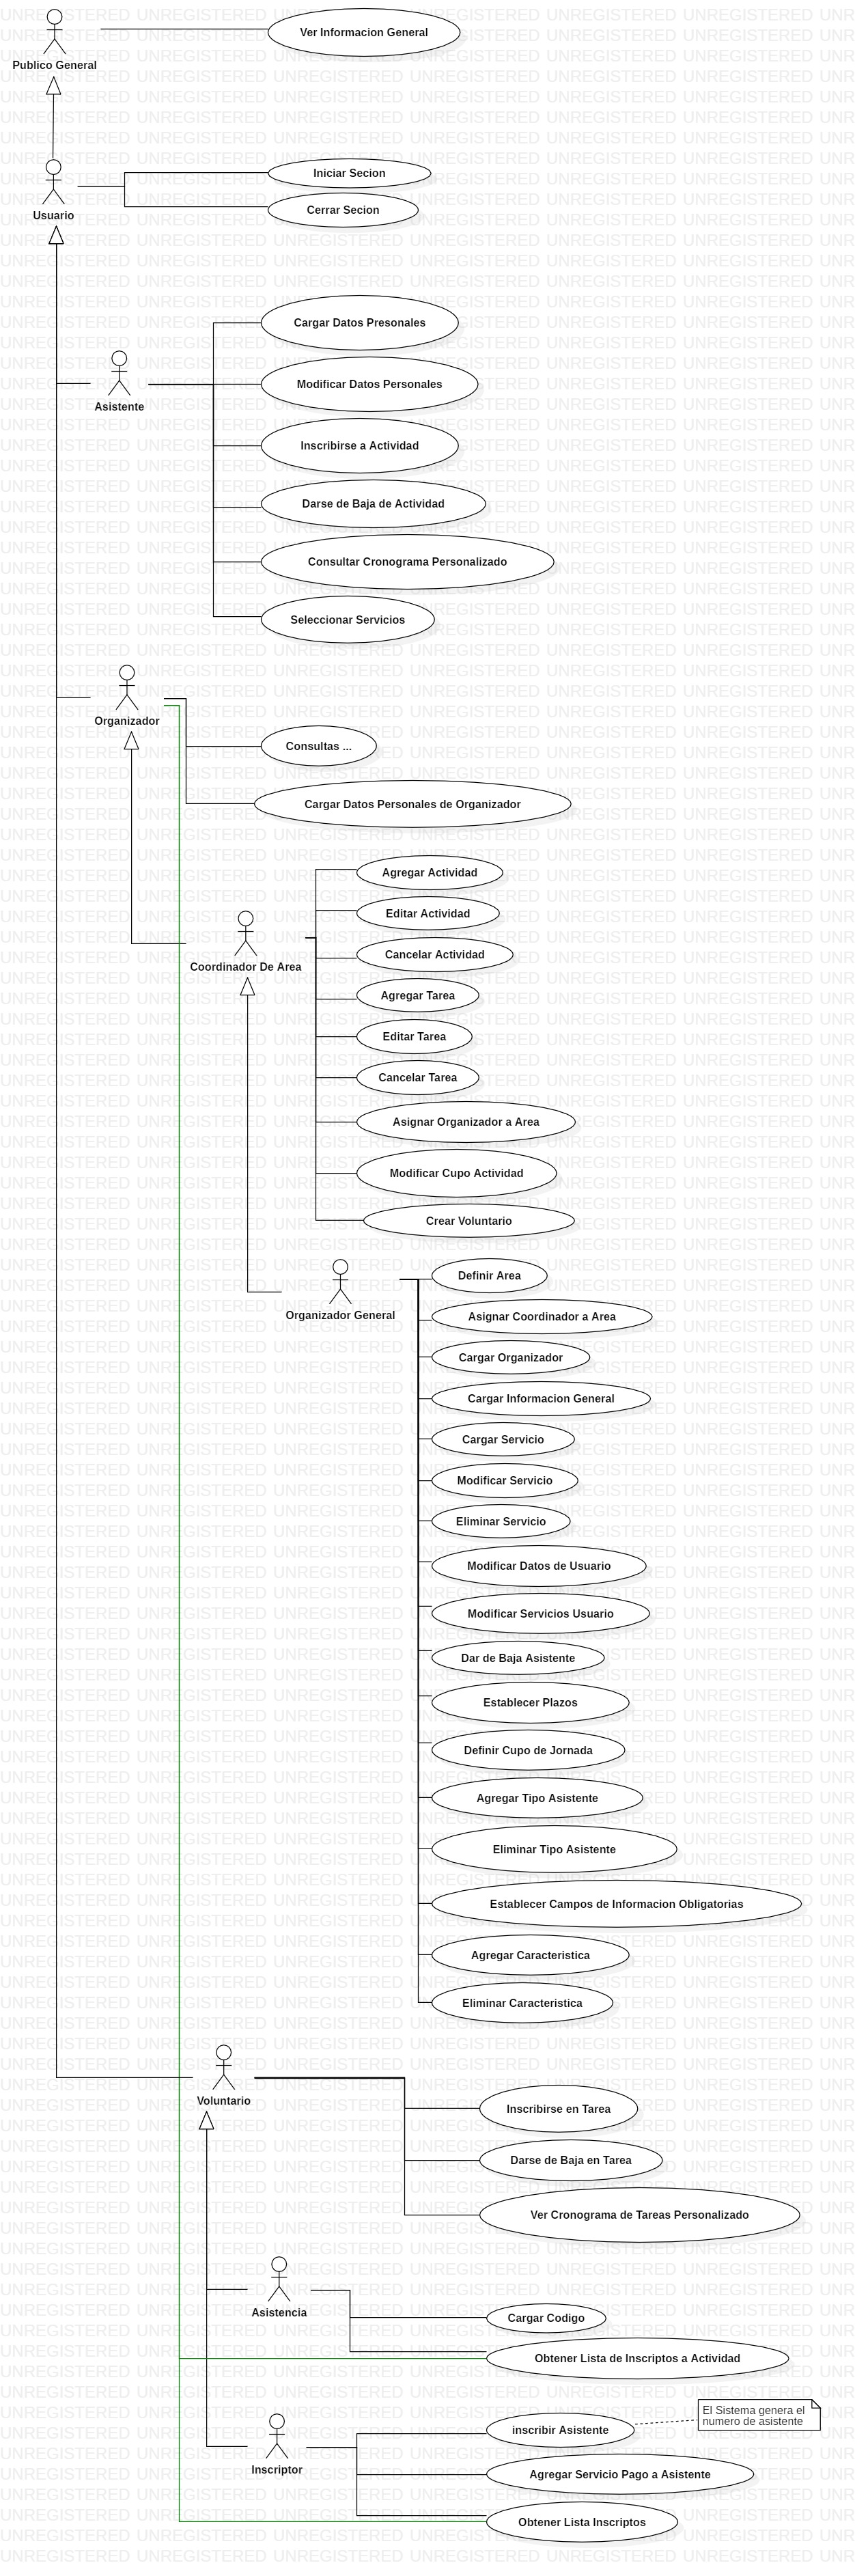 Ver Informacion General
Publico General
Iniciar Secion
Cerrar Secion
Usuario
Cargar Datos Presonales
Modificar Datos Personales
Asistente
Inscribirse a Actividad
Darse de Baja de Actividad
Consultar Cronograma Personalizado
Seleccionar Servicios
Organizador
Consultas ...
Cargar Datos Personales de Organizador
Agregar Actividad
Editar Actividad
Cancelar Actividad
Coordinador De Area
Agregar Tarea
Editar Tarea
Cancelar Tarea
Asignar Organizador a Area
Modificar Cupo Actividad
Crear Voluntario
Definir Area
Organizador General
Asignar Coordinador a Area
Cargar Organizador
Cargar Informacion General
Cargar Servicio
Modificar Servicio
Eliminar Servicio
Modificar Datos de Usuario
Modificar Servicios Usuario
Dar de Baja Asistente
Establecer Plazos
Definir Cupo de Jornada
Agregar Tipo Asistente
Eliminar Tipo Asistente
Establecer Campos de Informacion Obligatorias
Agregar Caracteristica
Eliminar Caracteristica
Voluntario
Inscribirse en Tarea
Darse de Baja en Tarea
Ver Cronograma de Tareas Personalizado
Asistencia
Cargar Codigo
Obtener Lista de Inscriptos a Actividad
El Sistema genera el
numero de asistente
inscribir Asistente
Inscriptor
Agregar Servicio Pago a Asistente
Obtener Lista Inscriptos
UNREGISTERED